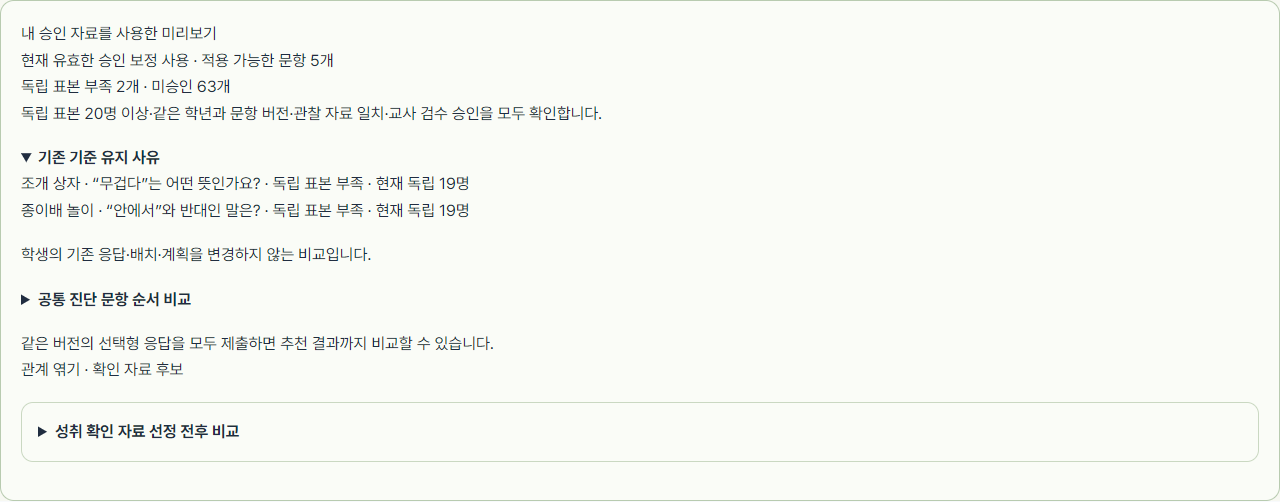 내 승인 자료를 사용한 미리보기
현재 유효한 승인 보정 사용 · 적용 가능한 문항 5개
독립 표본 부족 2개 · 미승인 63개
독립 표본 20명 이상·같은 학년과 문항 버전·관찰 자료 일치·교사 검수 승인을 모두 확인합니다.
▼ 기존 기준 유지 사유
조개 상자 · “무겁다”는 어떤 뜻인가요? · 독립 표본 부족 · 현재 독립 19명
종이배 놀이 · “안에서”와 반대인 말은? · 독립 표본 부족 · 현재 독립 19명
학생의 기존 응답·배치·계획을 변경하지 않는 비교입니다.
▶ 공통 진단 문항 순서 비교
같은 버전의 선택형 응답을 모두 제출하면 추천 결과까지 비교할 수 있습니다.
관계 엮기 · 확인 자료 후보
▶ 성취 확인 자료 선정 전후 비교